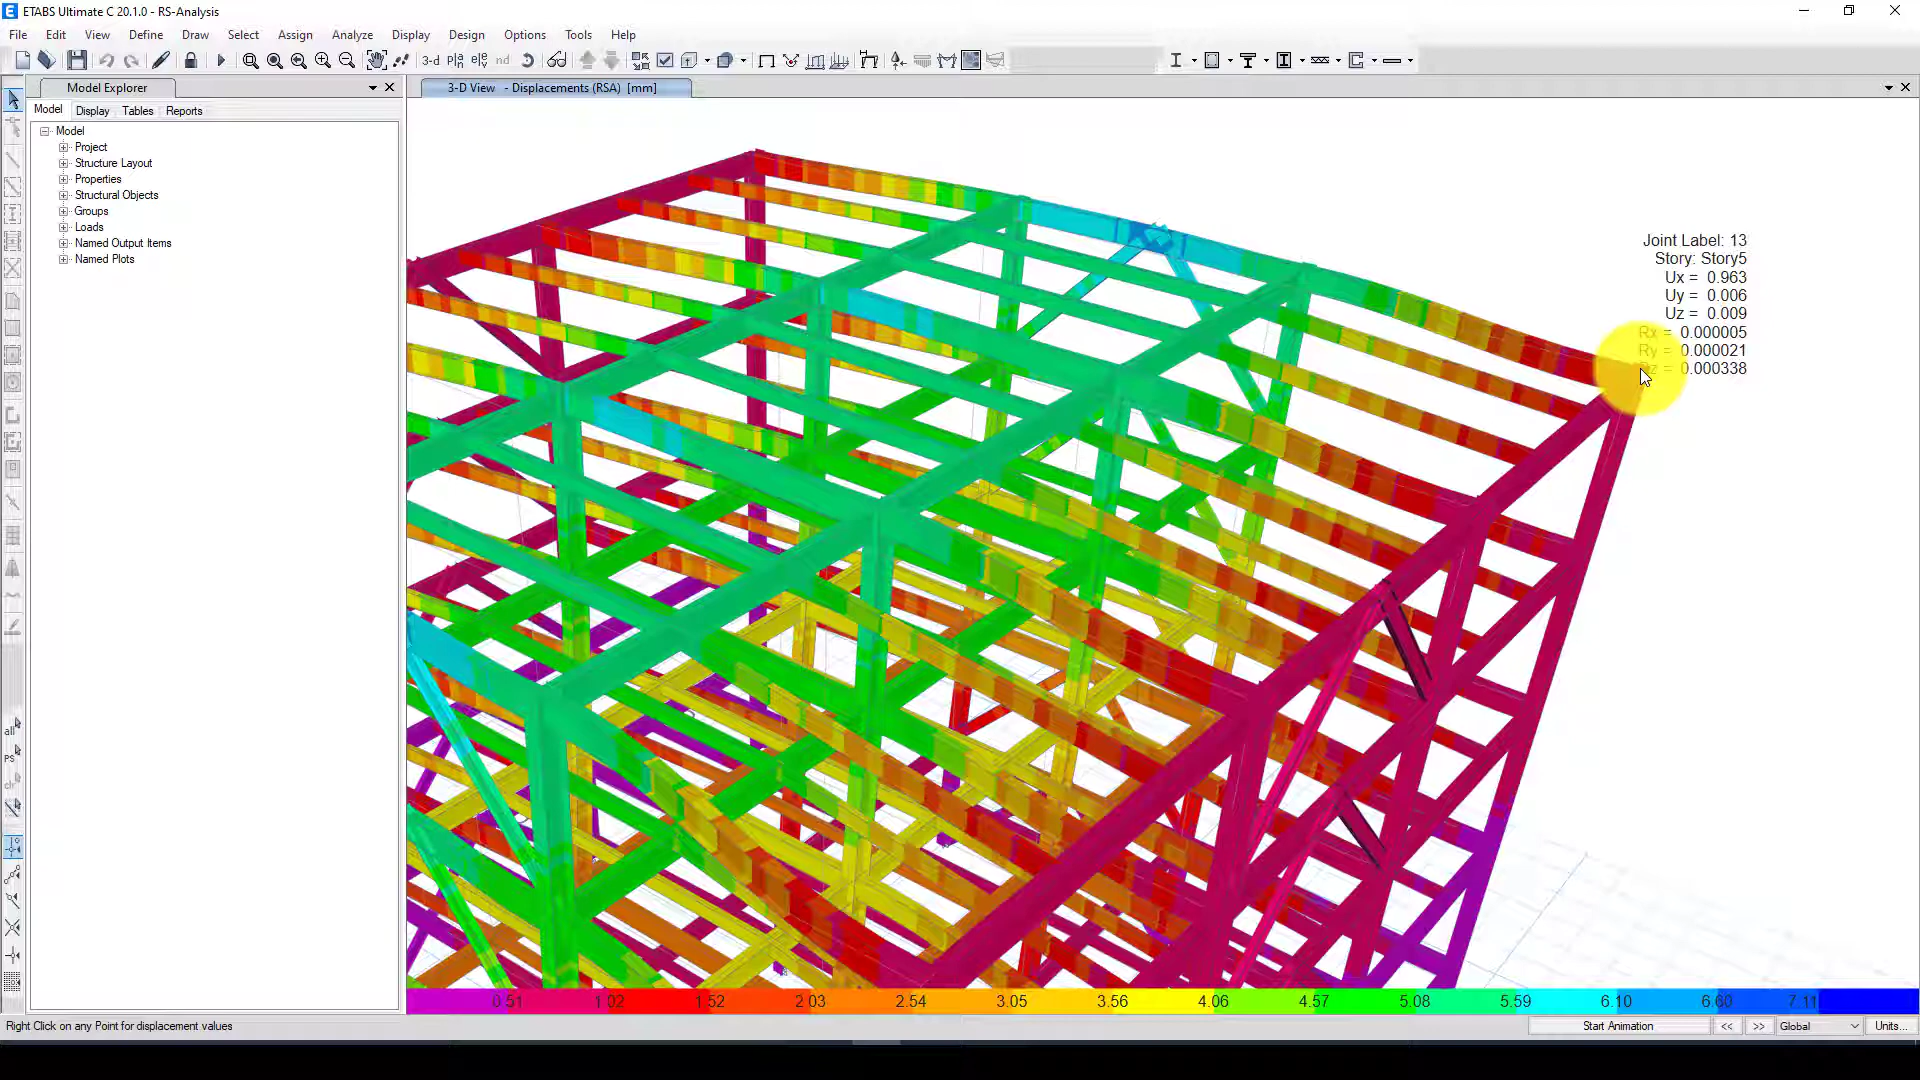 ETABS Ultimate C 20.1.0 - RS-Analysis
File Edit View Define Draw Select Assign Analyze Display Design Options Tools Help
3-d nd
Model Explorer
3-D View - Displacements (RSA) [mm]
Model Display Tables Reports
Model
Project
Structure Layout
Properties
Structural Objects
Groups
Loads
Named Output Items
Named Plots
Joint Label: 13
Story: Story5
Ux = 0.963
Uy = 0.006
Uz = 0.009
Rx = 0.000005
Ry = 0.000021
Rz = 0.000338
all
PS
clr
0.51 1.02 1.52 2.03 2.54 3.05 3.56 4.06 4.57 5.08 5.59 6.10 6.60 7.11
Right Click on any Point for displacement values
Start Animation << >> Global Units...